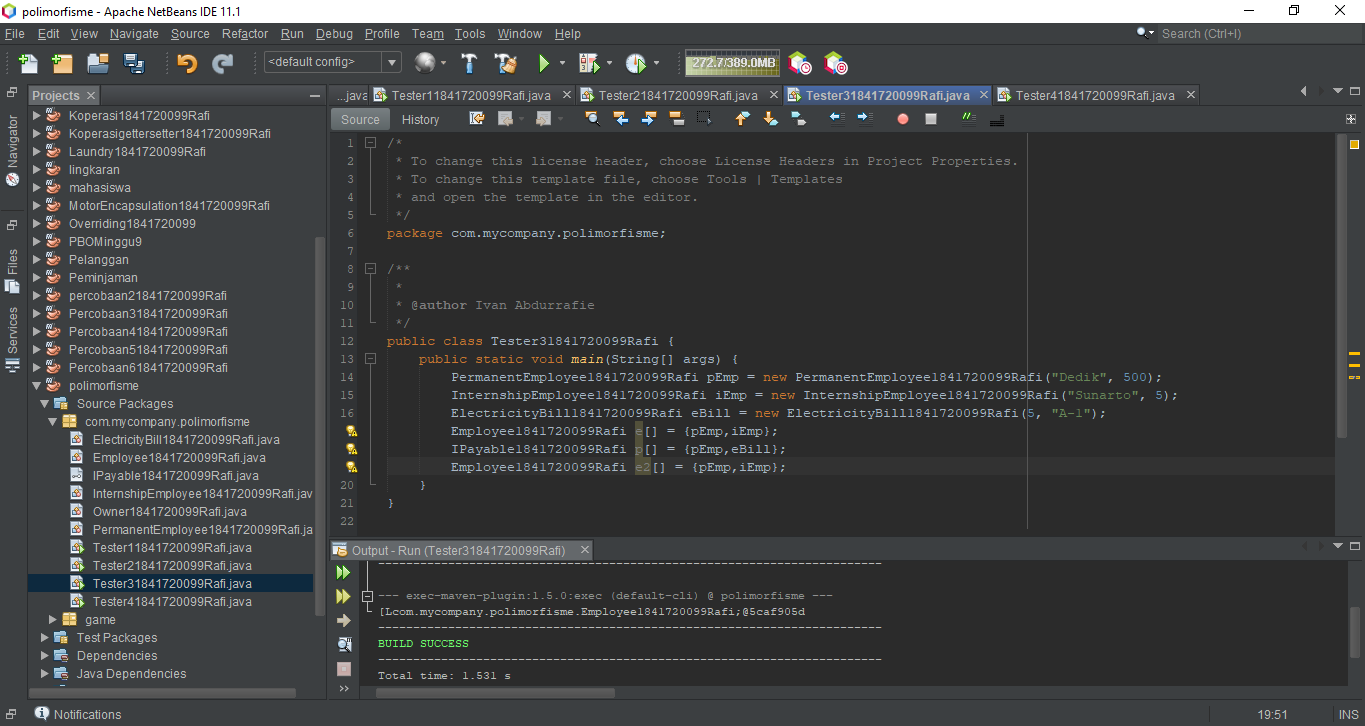 polimorfisme - Apache NetBeans IDE 11.1
File Edit View Navigate Source Refactor Run Debug Profile Team Tools Window Help
Search (Ctrl+I)
<default config>
272.7/389.0MB
Projects
...java
Tester11841720099Rafi.java
Tester21841720099Rafi.java
Tester31841720099Rafi.java
Tester41841720099Rafi.java
Navigator
Files
Services
Koperasi1841720099Rafi
Koperasigettersetter1841720099Rafi
Laundry1841720099Rafi
lingkaran
mahasiswa
MotorEncapsulation1841720099Rafi
Overriding1841720099
PBOMinggu9
Pelanggan
Peminjaman
percobaan21841720099Rafi
Percobaan31841720099Rafi
Percobaan41841720099Rafi
Percobaan51841720099Rafi
Percobaan61841720099Rafi
polimorfisme
Source Packages
com.mycompany.polimorfisme
ElectricityBill1841720099Rafi.java
Employee1841720099Rafi.java
IPayable1841720099Rafi.java
InternshipEmployee1841720099Rafi.jav
Owner1841720099Rafi.java
PermanentEmployee1841720099Rafi.ja
Tester11841720099Rafi.java
Tester21841720099Rafi.java
Tester31841720099Rafi.java
Tester41841720099Rafi.java
game
Test Packages
Dependencies
Java Dependencies
Source History
1 /*
2 * To change this license header, choose License Headers in Project Properties.
3 * To change this template file, choose Tools | Templates
4 * and open the template in the editor.
5 */
6 package com.mycompany.polimorfisme;
7
8 /**
9 *
10 * @author Ivan Abdurrafie
11 */
12 public class Tester31841720099Rafi {
13 public static void main(String[] args) {
14 PermanentEmployee1841720099Rafi pEmp = new PermanentEmployee1841720099Rafi("Dedik", 500);
15 InternshipEmployee1841720099Rafi iEmp = new InternshipEmployee1841720099Rafi("Sunarto", 5);
16 ElectricityBill1841720099Rafi eBill = new ElectricityBill1841720099Rafi(5, "A-1");
Employee1841720099Rafi e[] = {pEmp,iEmp};
IPayable1841720099Rafi p[] = {pEmp,eBill};
Employee1841720099Rafi e2[] = {pEmp,iEmp};
20 }
21 }
22
Output - Run (Tester31841720099Rafi)
------------------------------------------------------------------------
--- exec-maven-plugin:1.5.0:exec (default-cli) @ polimorfisme ---
[Lcom.mycompany.polimorfisme.Employee1841720099Rafi;@5caf905d
------------------------------------------------------------------------
BUILD SUCCESS
------------------------------------------------------------------------
Total time: 1.531 s
Notifications
19:51
INS